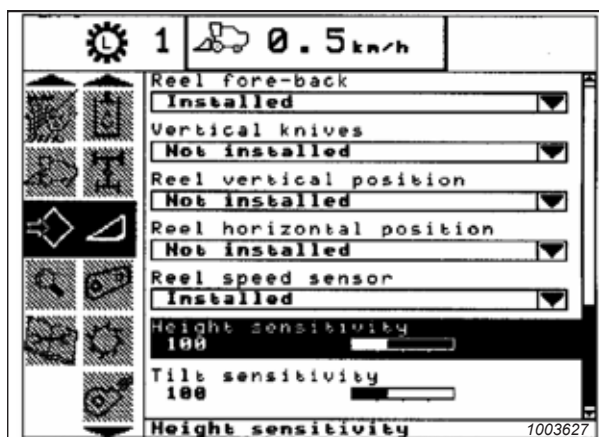 1 0.5km/h
Reel fore-back
Installed
Vertical knives
Not installed
Reel vertical position
Not installed
Reel horizontal position
Not installed
Reel speed sensor
Installed
Height sensitivity
100
Tilt sensitivity
100
Height sensitivity
1003627